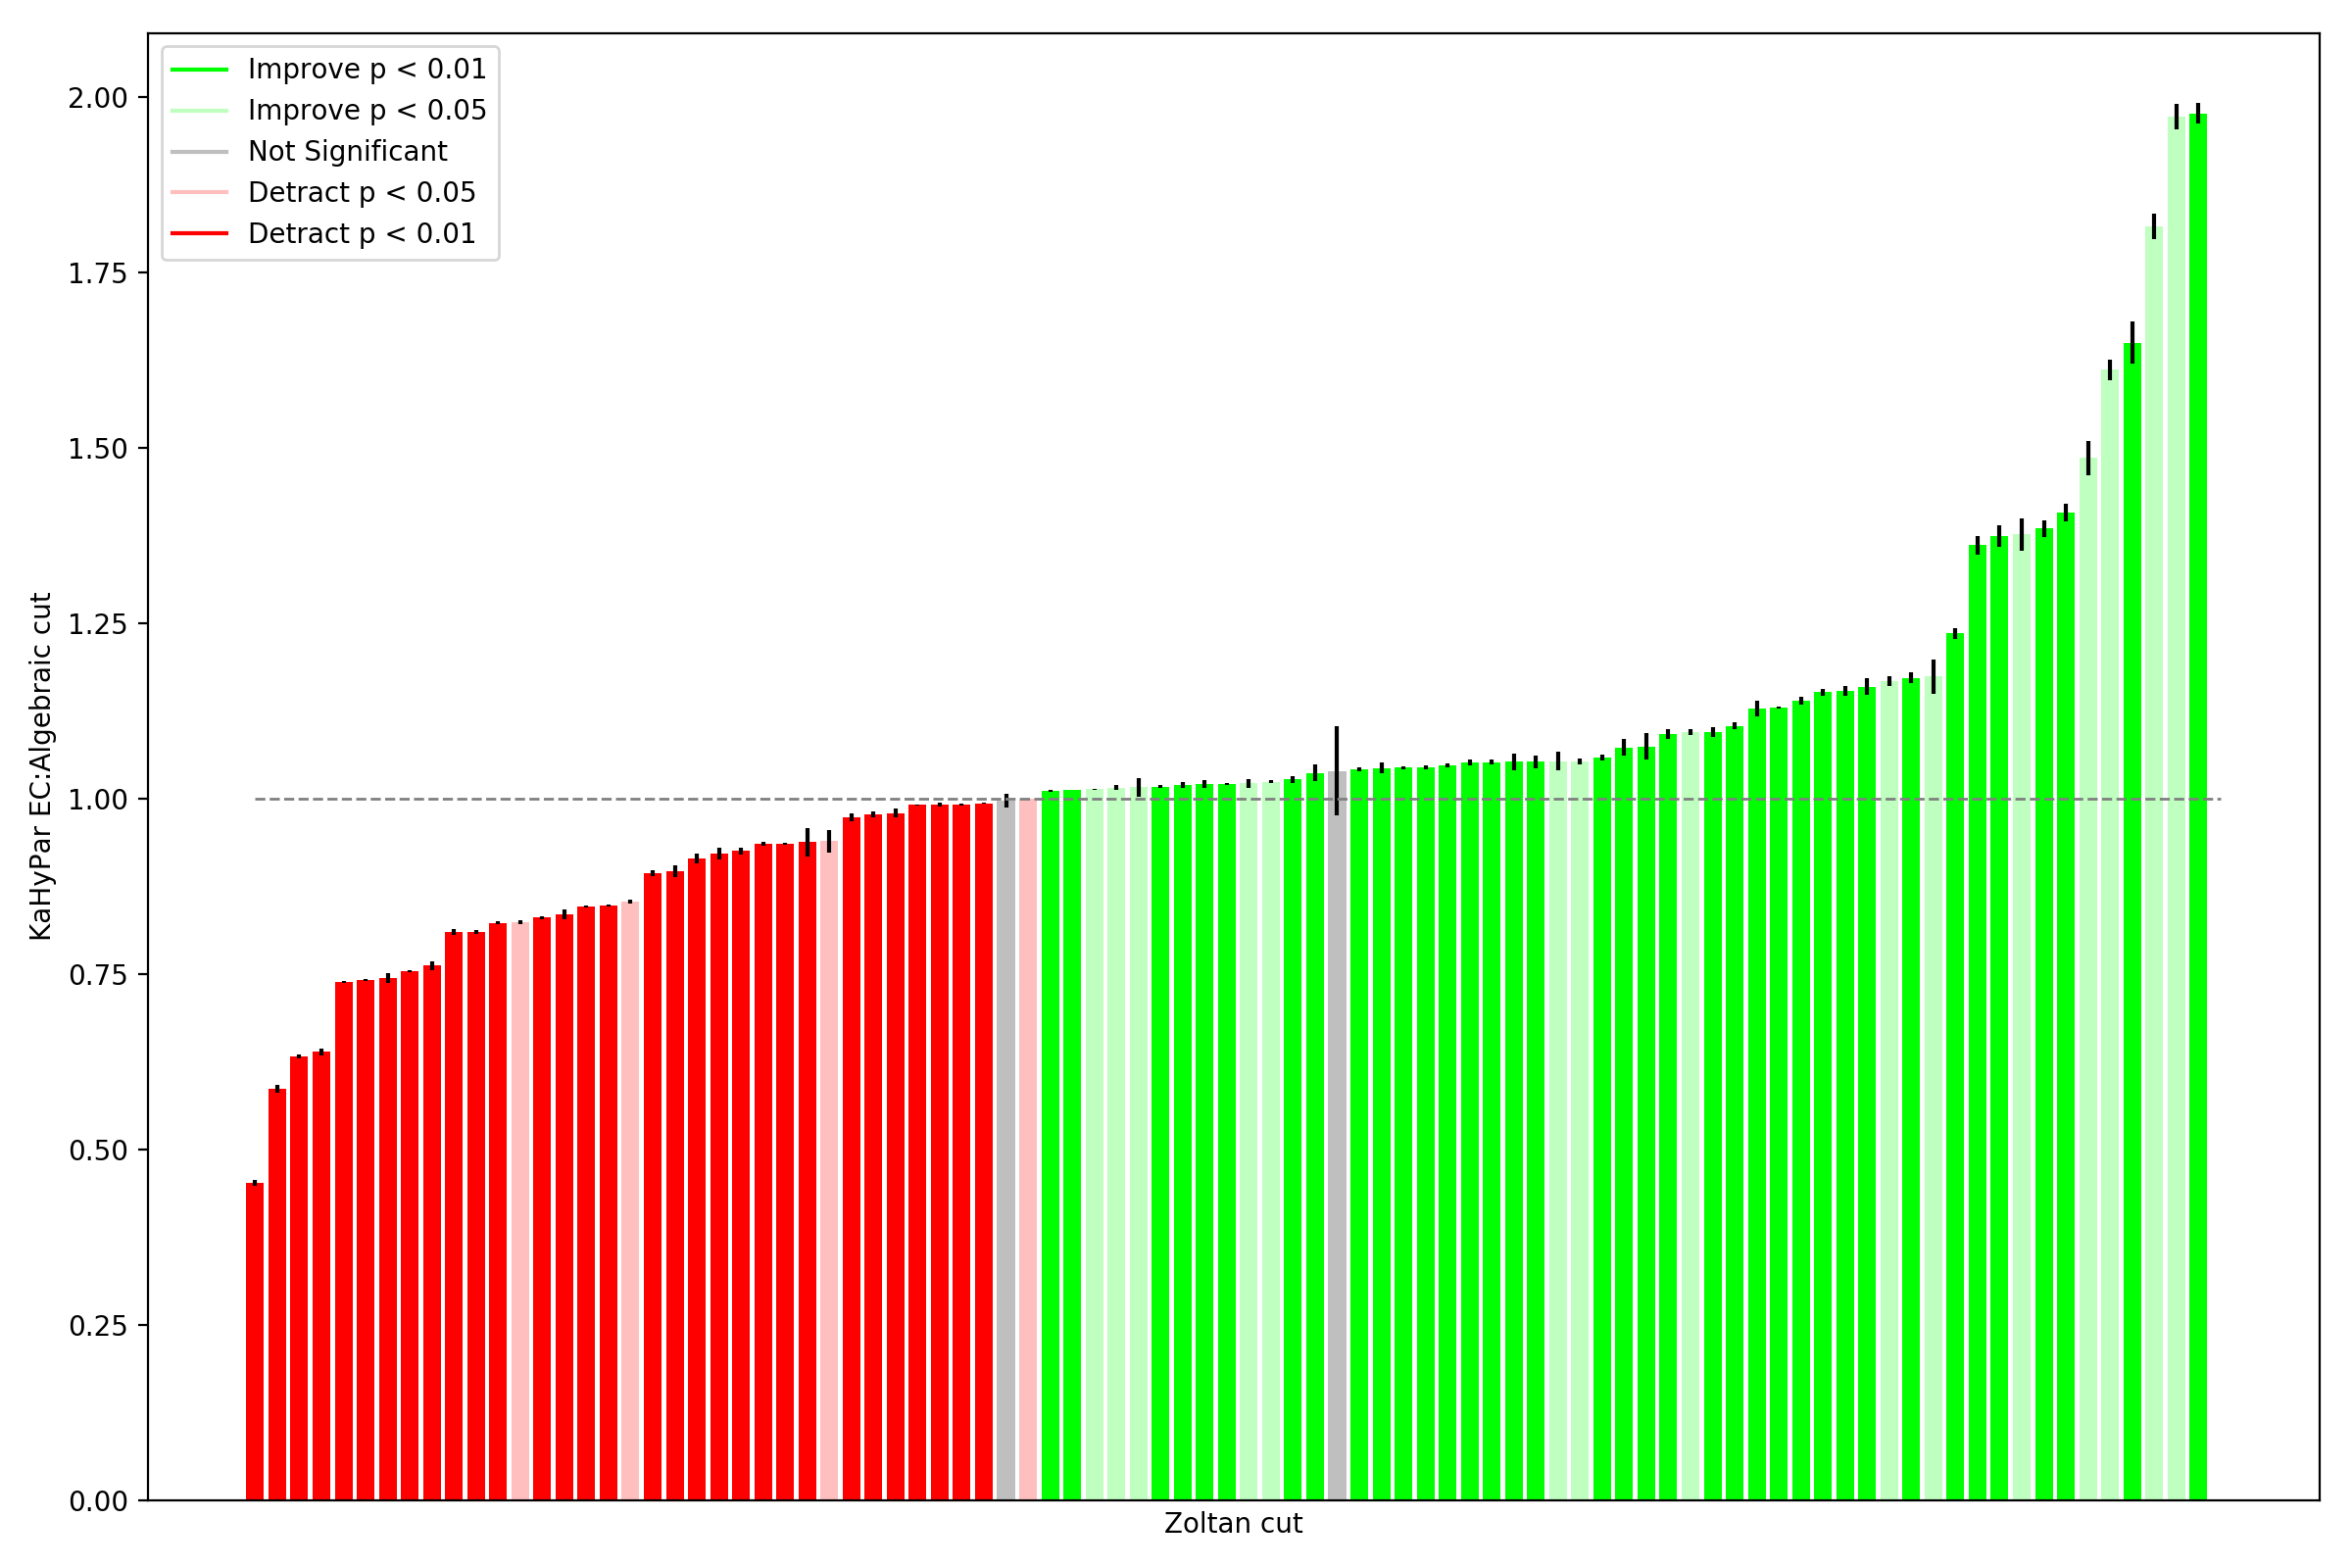 Improve p < 0.01
Improve p < 0.05
Not Significant
Detract p < 0.05
Detract p < 0.01
2.00
1.75
1.50
1.25
1.00
0.75
0.50
0.25
0.00
KaHyPar EC:Algebraic cut
Zoltan cut